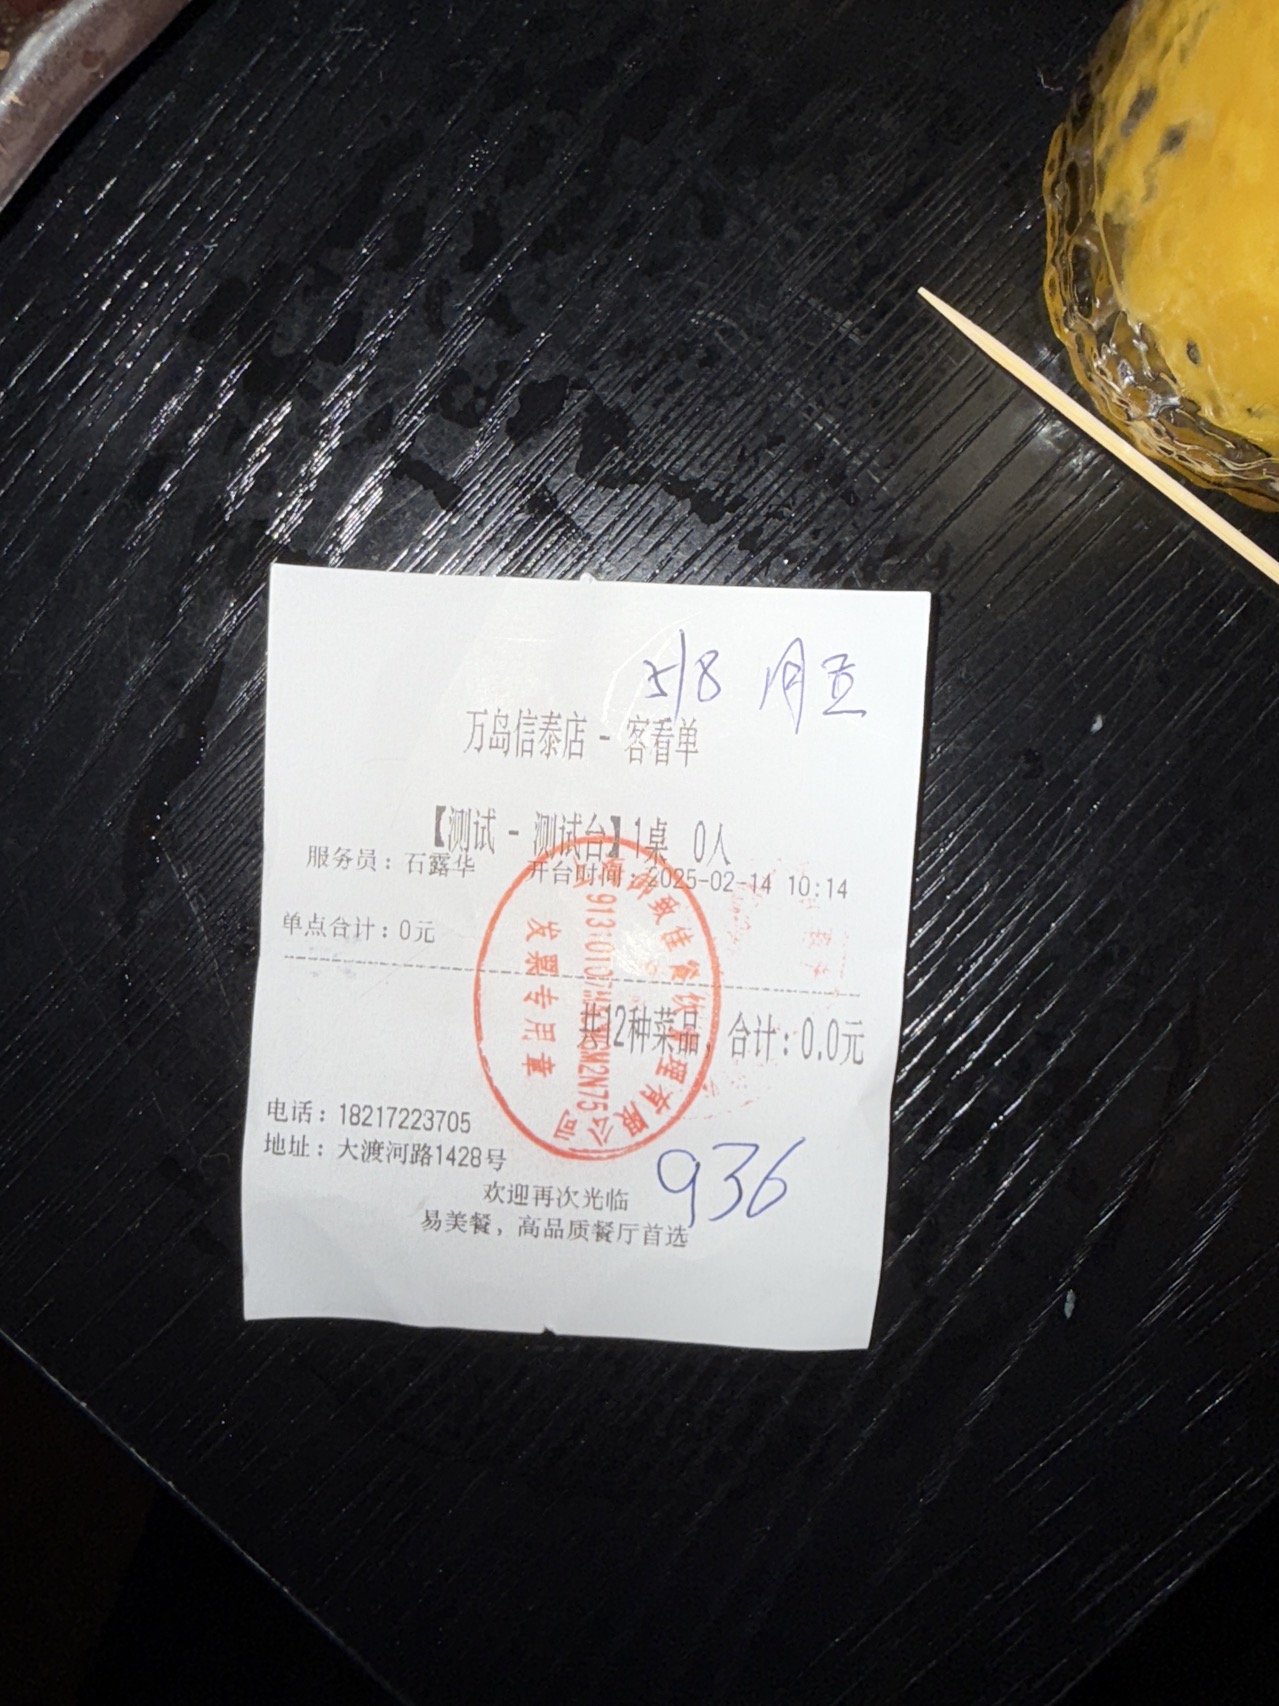 5/8 周五
万岛信泰店 - 客看单
【测试 - 测试台】1桌 0人
服务员：石露华 开台时间：2025-02-14 10:14
单点合计：0元
共12种菜品，合计：0.0元
发票专用章
电话：18217223705
地址：大渡河路1428号
936
欢迎再次光临
易美餐，高品质餐厅首选